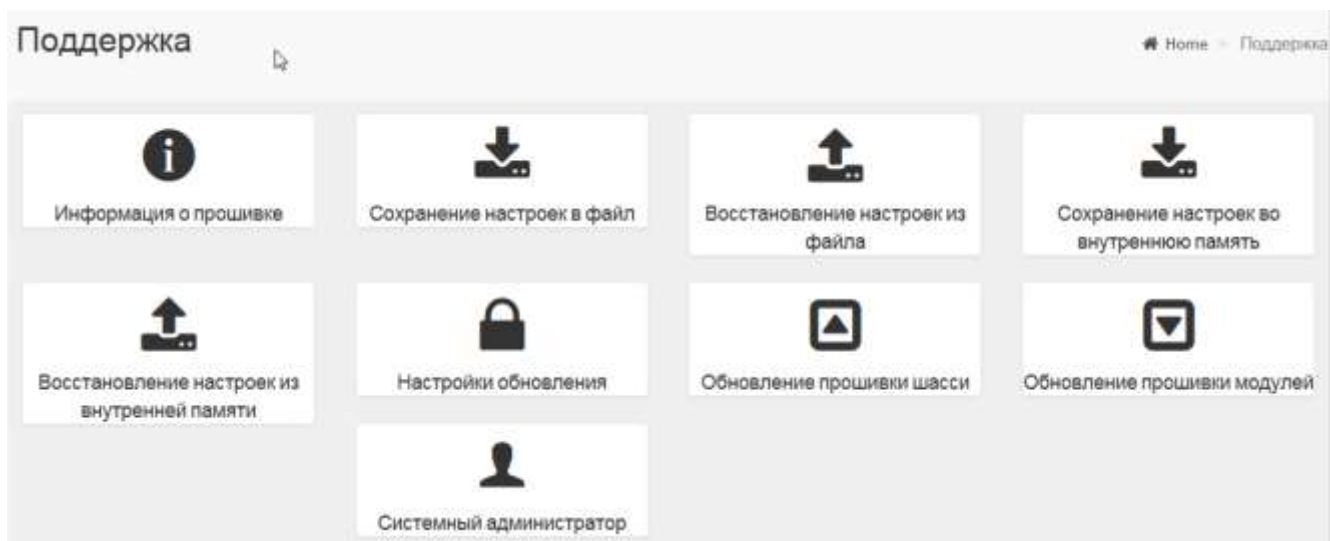 Поддержка
Home - Поддержка
Информация о прошивке
Сохранение настроек в файл
Восстановление настроек из
файла
Сохранение настроек во
внутреннюю память
Восстановление настроек из
внутренней памяти
Настройки обновления
Обновление прошивки шасси
Обновление прошивки модулей
Системный администратор